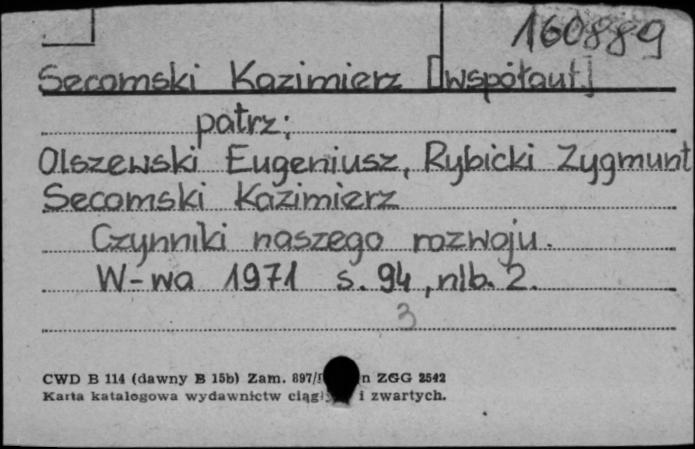 160889
Secomski Kazimierz [współaut.]
patrz:
Olszewski Eugeniusz, Rybicki Zygmunt
Secomski Kazimierz
Czynniki naszego rozwoju.
W-wa 1971 s. 94, nlb. 2.
3
CWD B 114 (dawny B 15b) Zam. 897/ ZGG 2542
Karta katalogowa wydawnictw i zwartych.